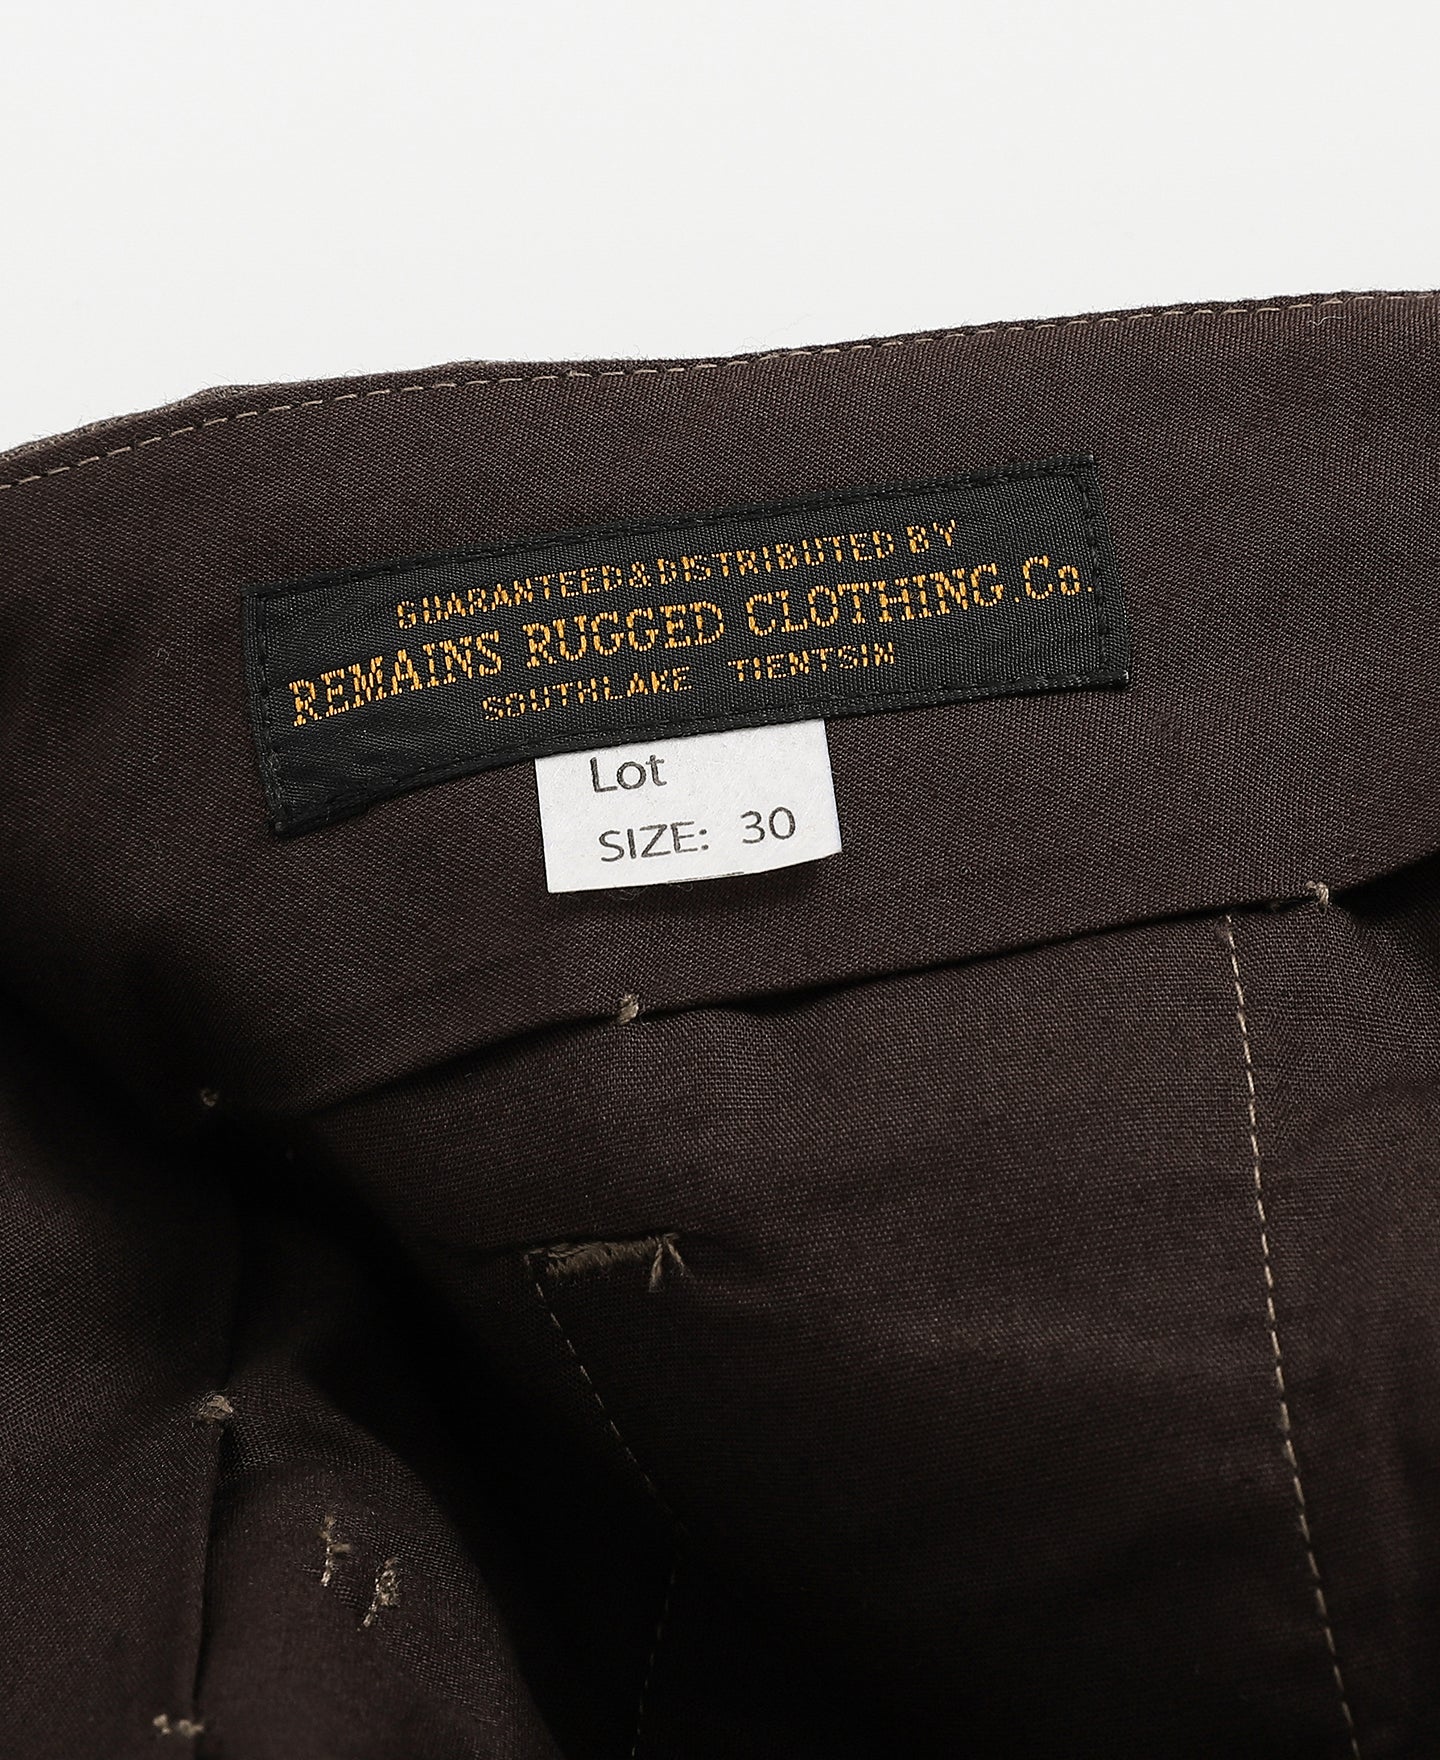 GUARANTEED & DISTRIBUTED BY
REMAINS RUGGED CLOTHING.Co.
SOUTHLAKE TIENTSIN
Lot
SIZE: 30